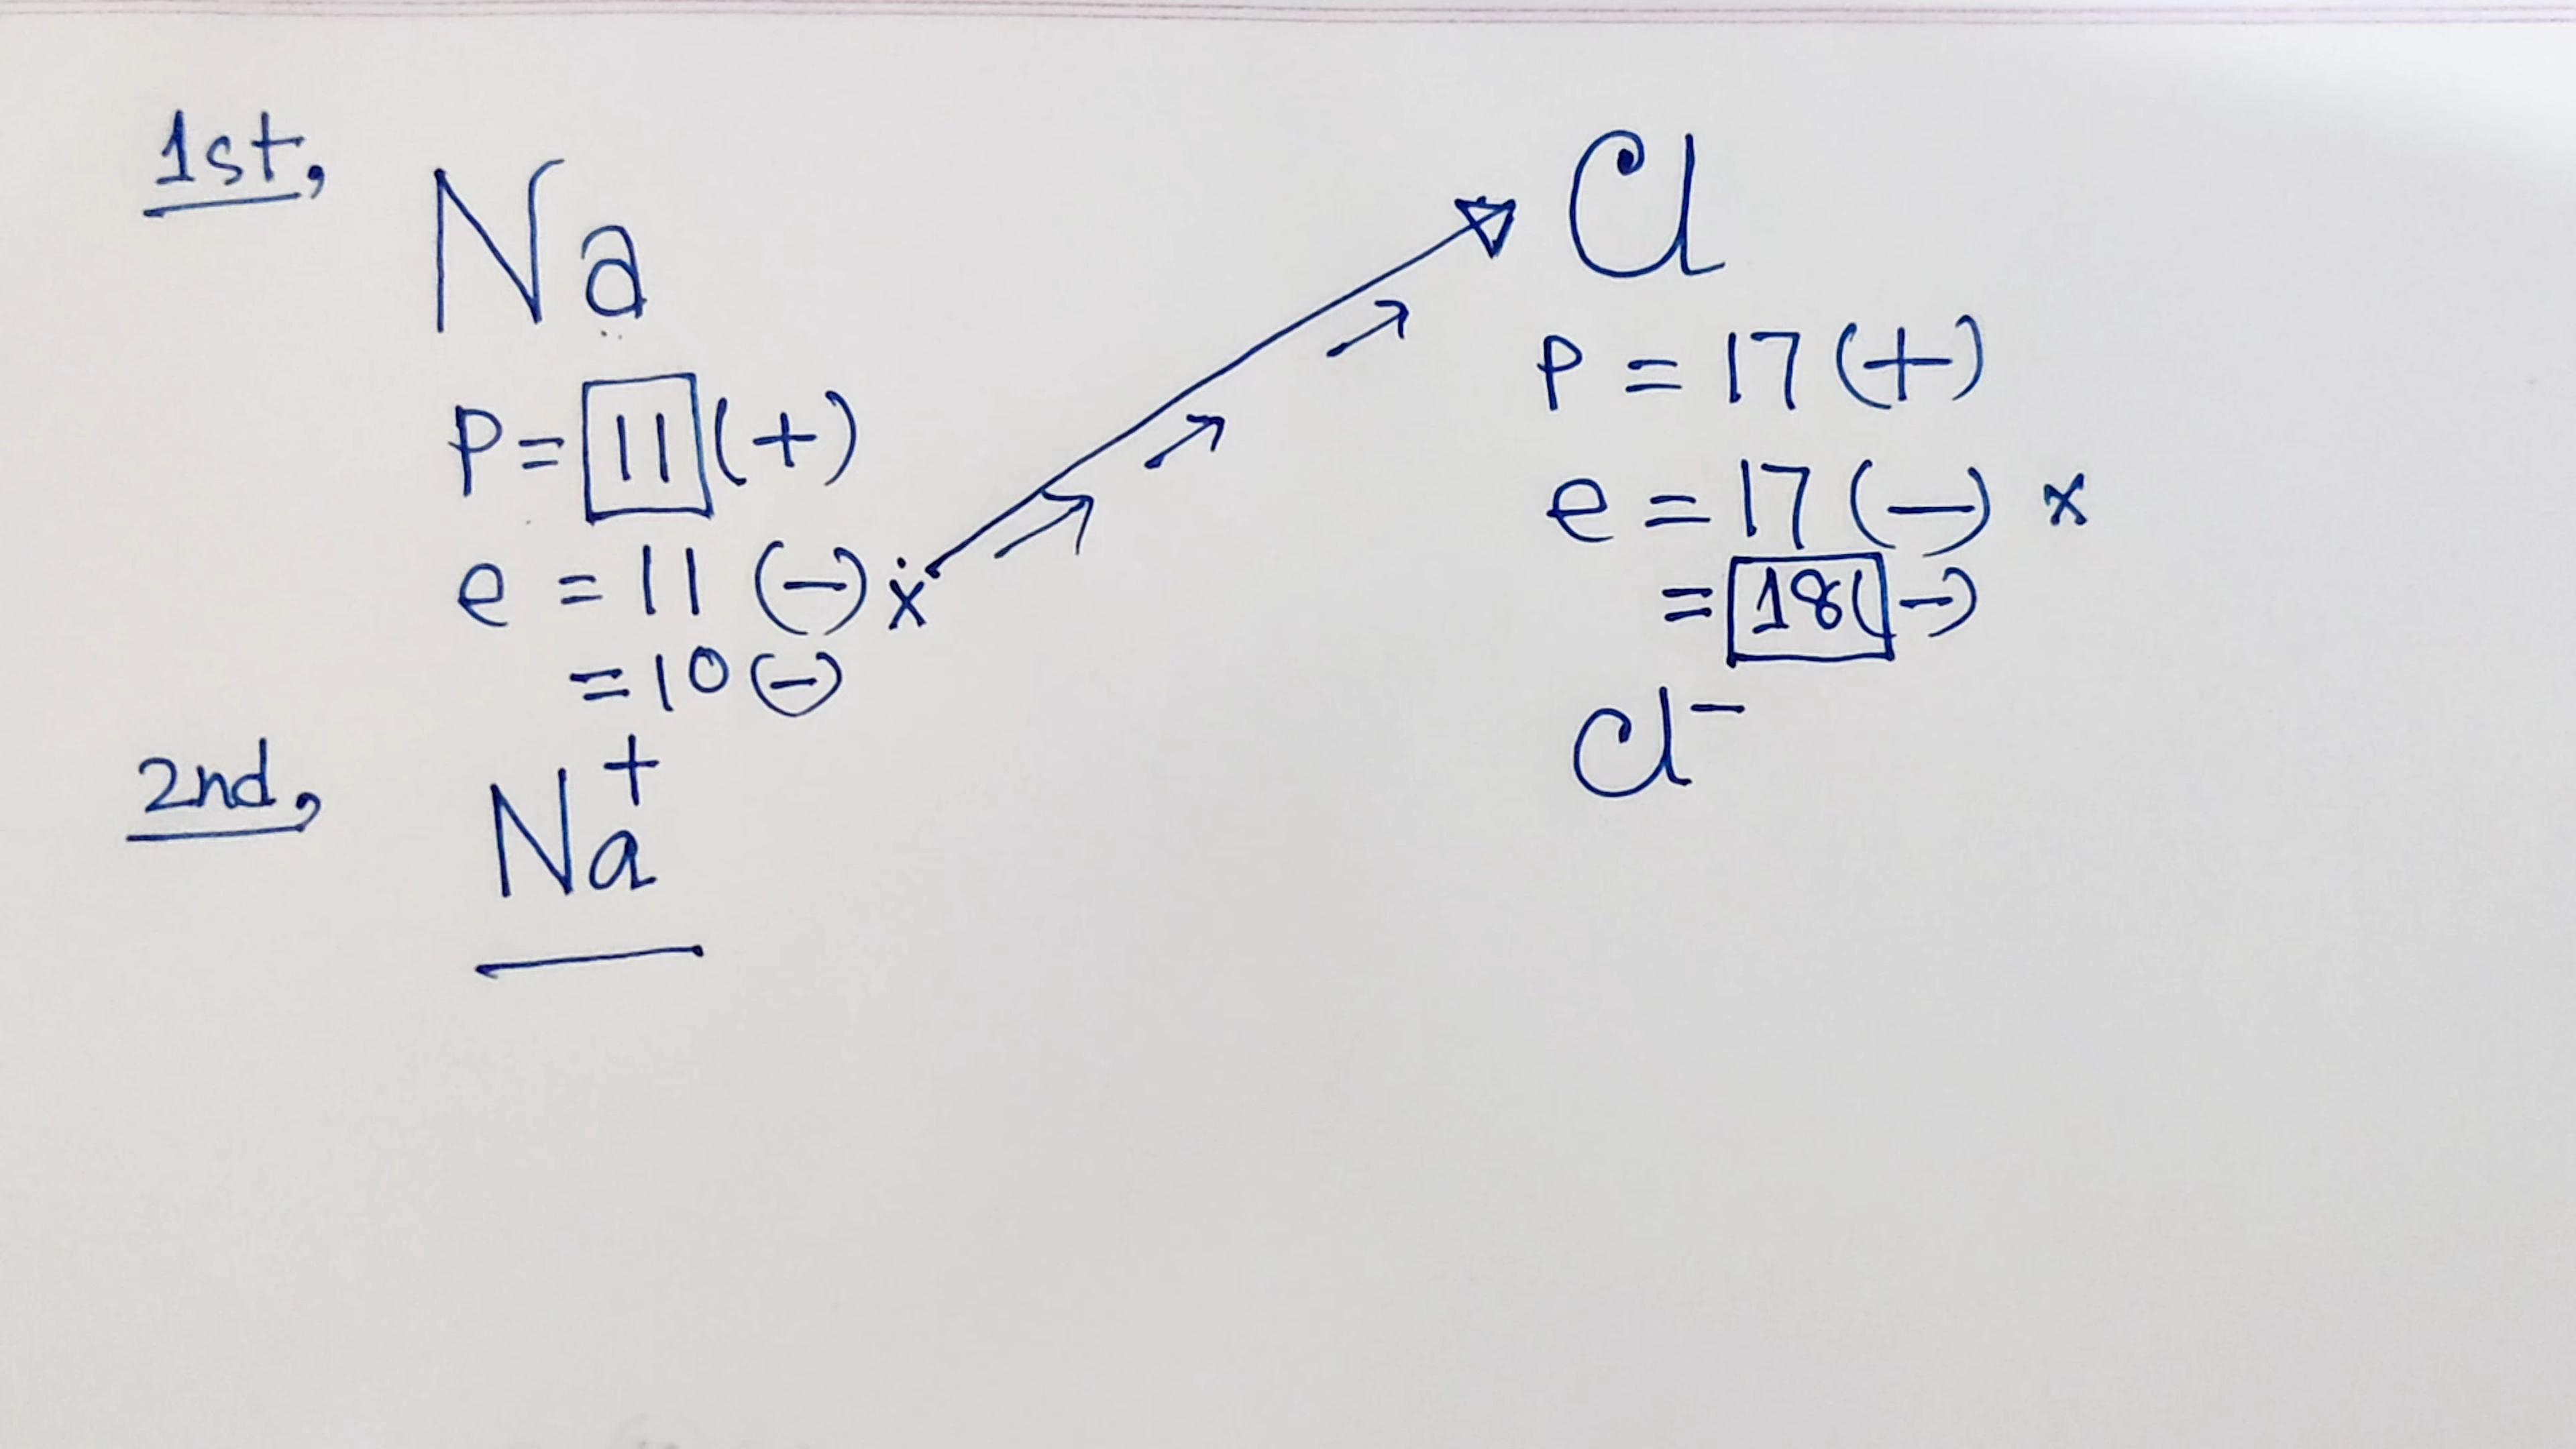 1st,
Na
P = 11 (+)
e = 11 (−) x
= 10 (−)
Cl
P = 17 (+)
e = 17 (−) x
= 18 (−)
2nd,
Na⁺
Cl⁻